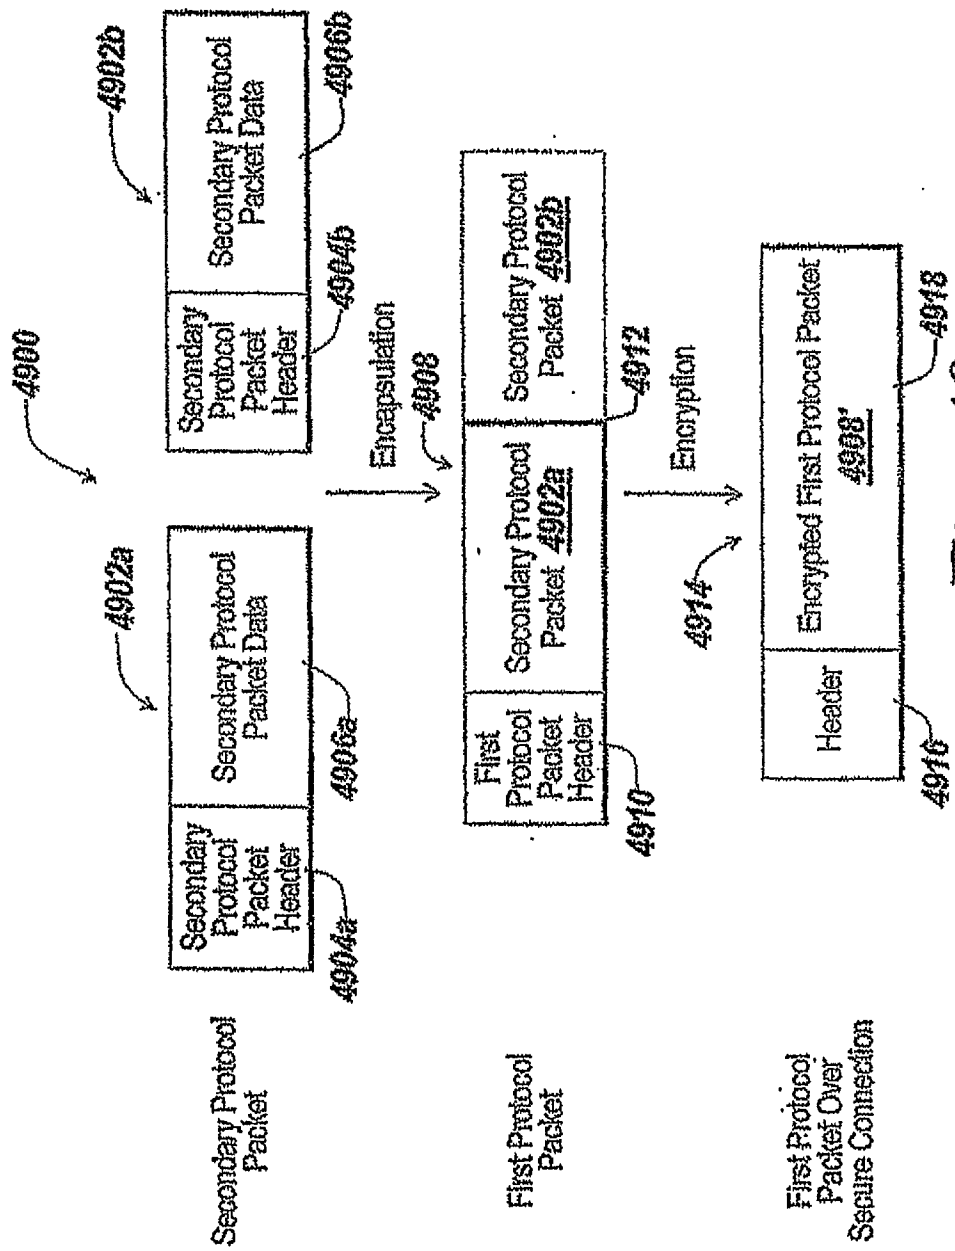 4900
4902a
4902b
Secondary Protocol
Packet
Secondary
Protocol
Packet
Header
Secondary Protocol
Packet Data
Secondary
Protocol
Packet
Header
Secondary Protocol
Packet Data
4904a
4906a
4904b
4906b
Encapsulation
4908
First Protocol
Packet
First
Protocol
Packet
Header
Secondary Protocol
Packet 4902a
Secondary Protocol
Packet 4902b
4910
4912
Encryption
4914
First Protocol
Packet Over
Secure Connection
Header
Encrypted First Protocol Packet
4908'
4916
4918